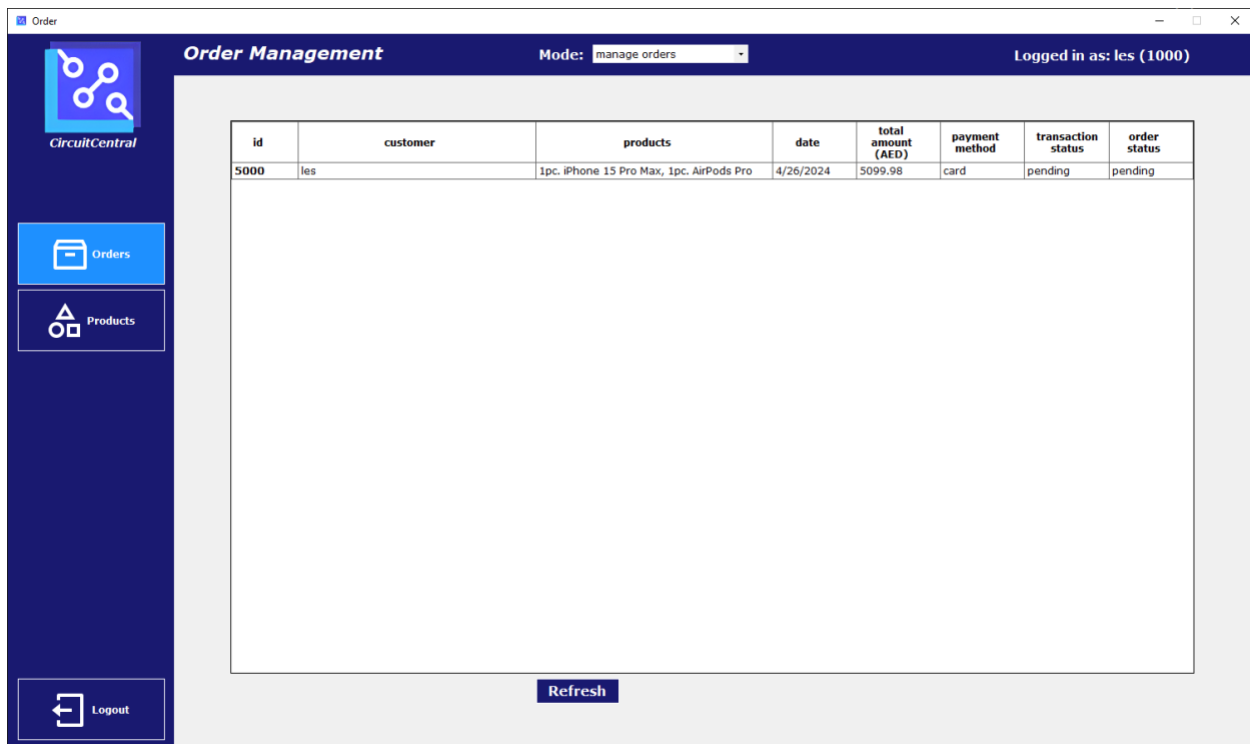 Order
Order Management
Mode: manage orders
Logged in as: les (1000)
CircuitCentral
Orders
Products
Logout
id customer products date total amount (AED) payment method transaction status order status
5000 les 1pc. iPhone 15 Pro Max, 1pc. AirPods Pro 4/26/2024 5099.98 card pending pending
Refresh